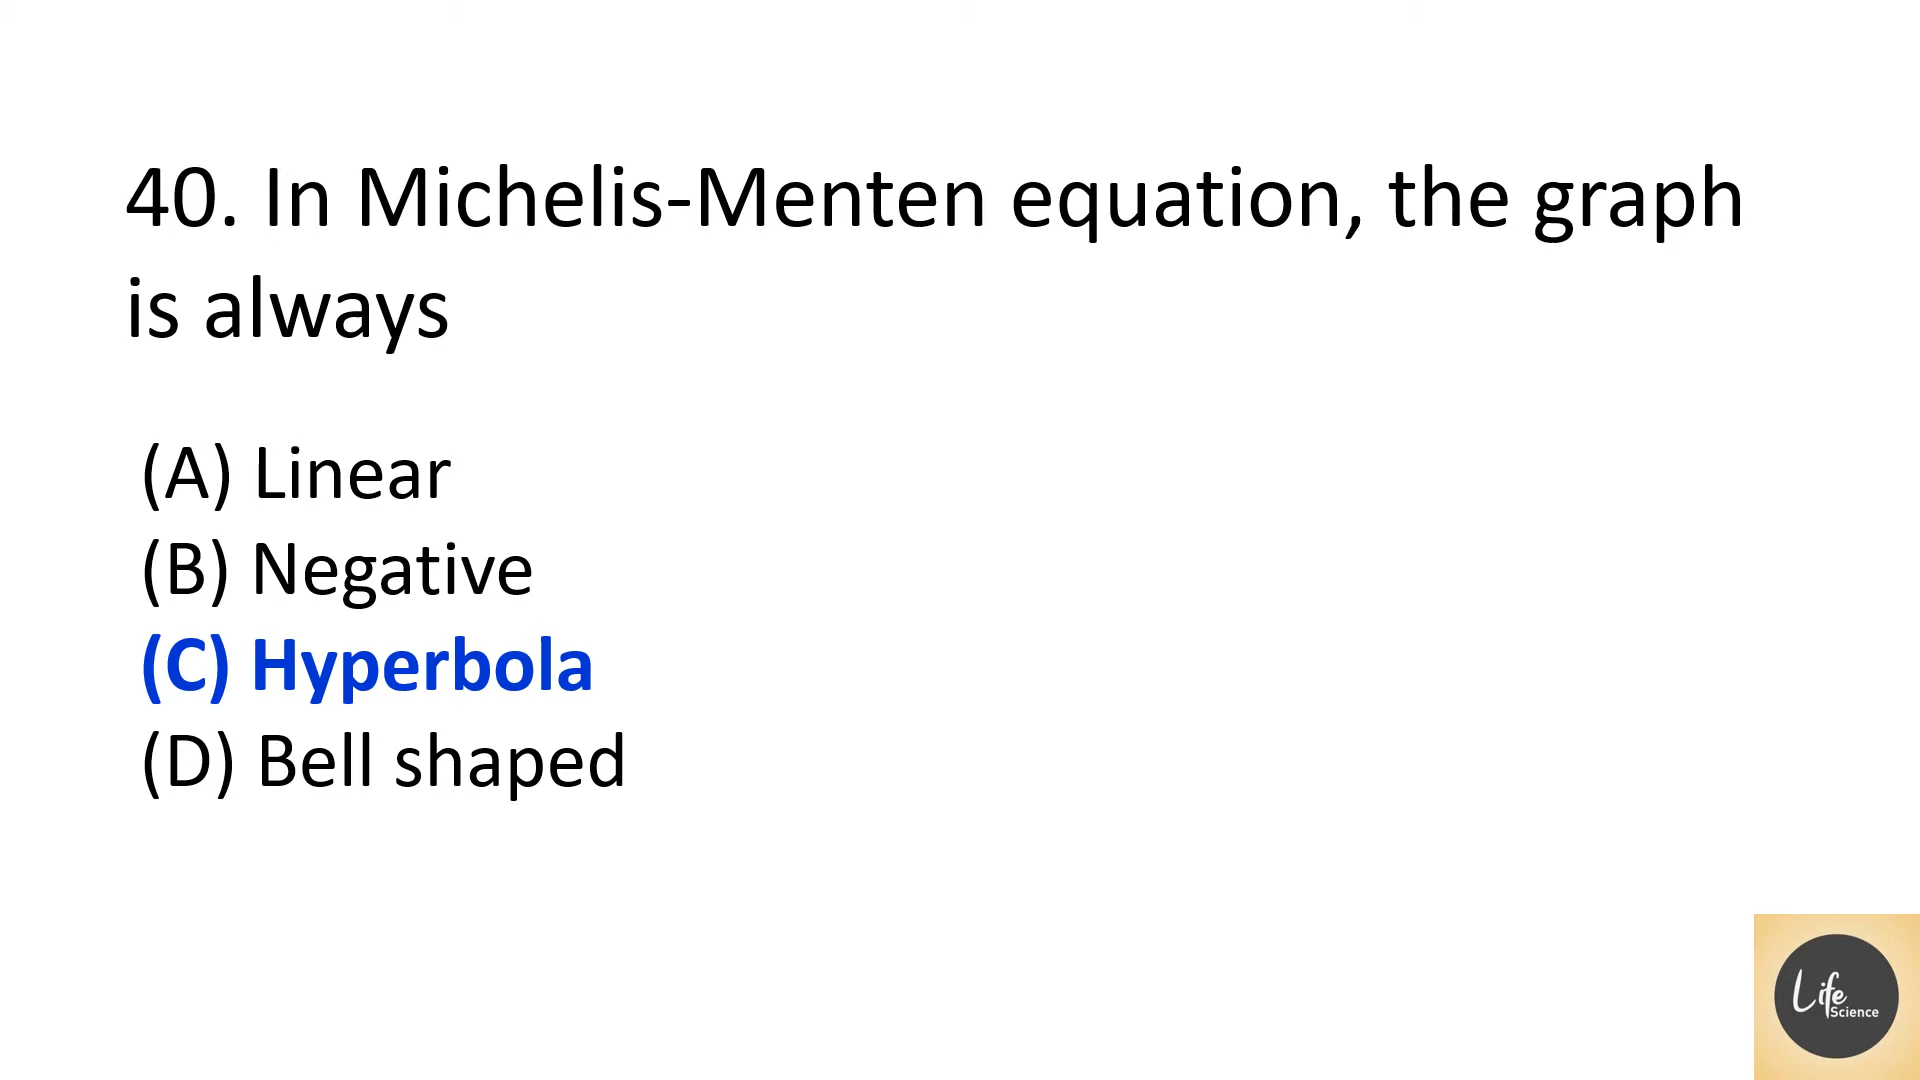 40. In Michelis-Menten equation, the graph
is always
(A) Linear
(B) Negative
(C) Hyperbola
(D) Bell shaped
Life
Science